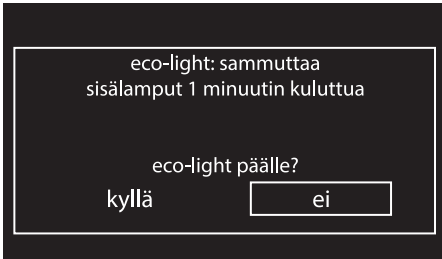 eco-light: sammuttaa
sisälamput 1 minuutin kuluttua
eco-light päälle?
kyllä ei